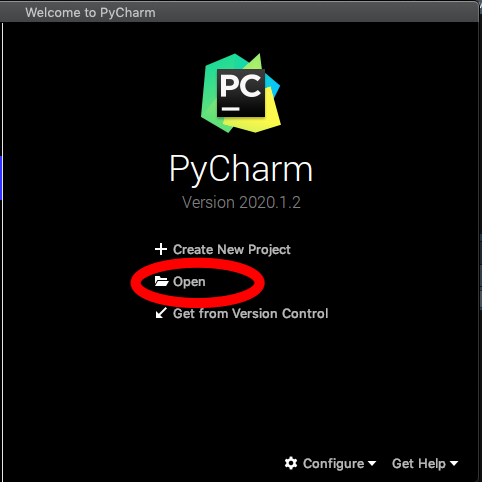 Welcome to PyCharm
PC
PyCharm
Version 2020.1.2
Create New Project
Open
Get from Version Control
Configure Get Help